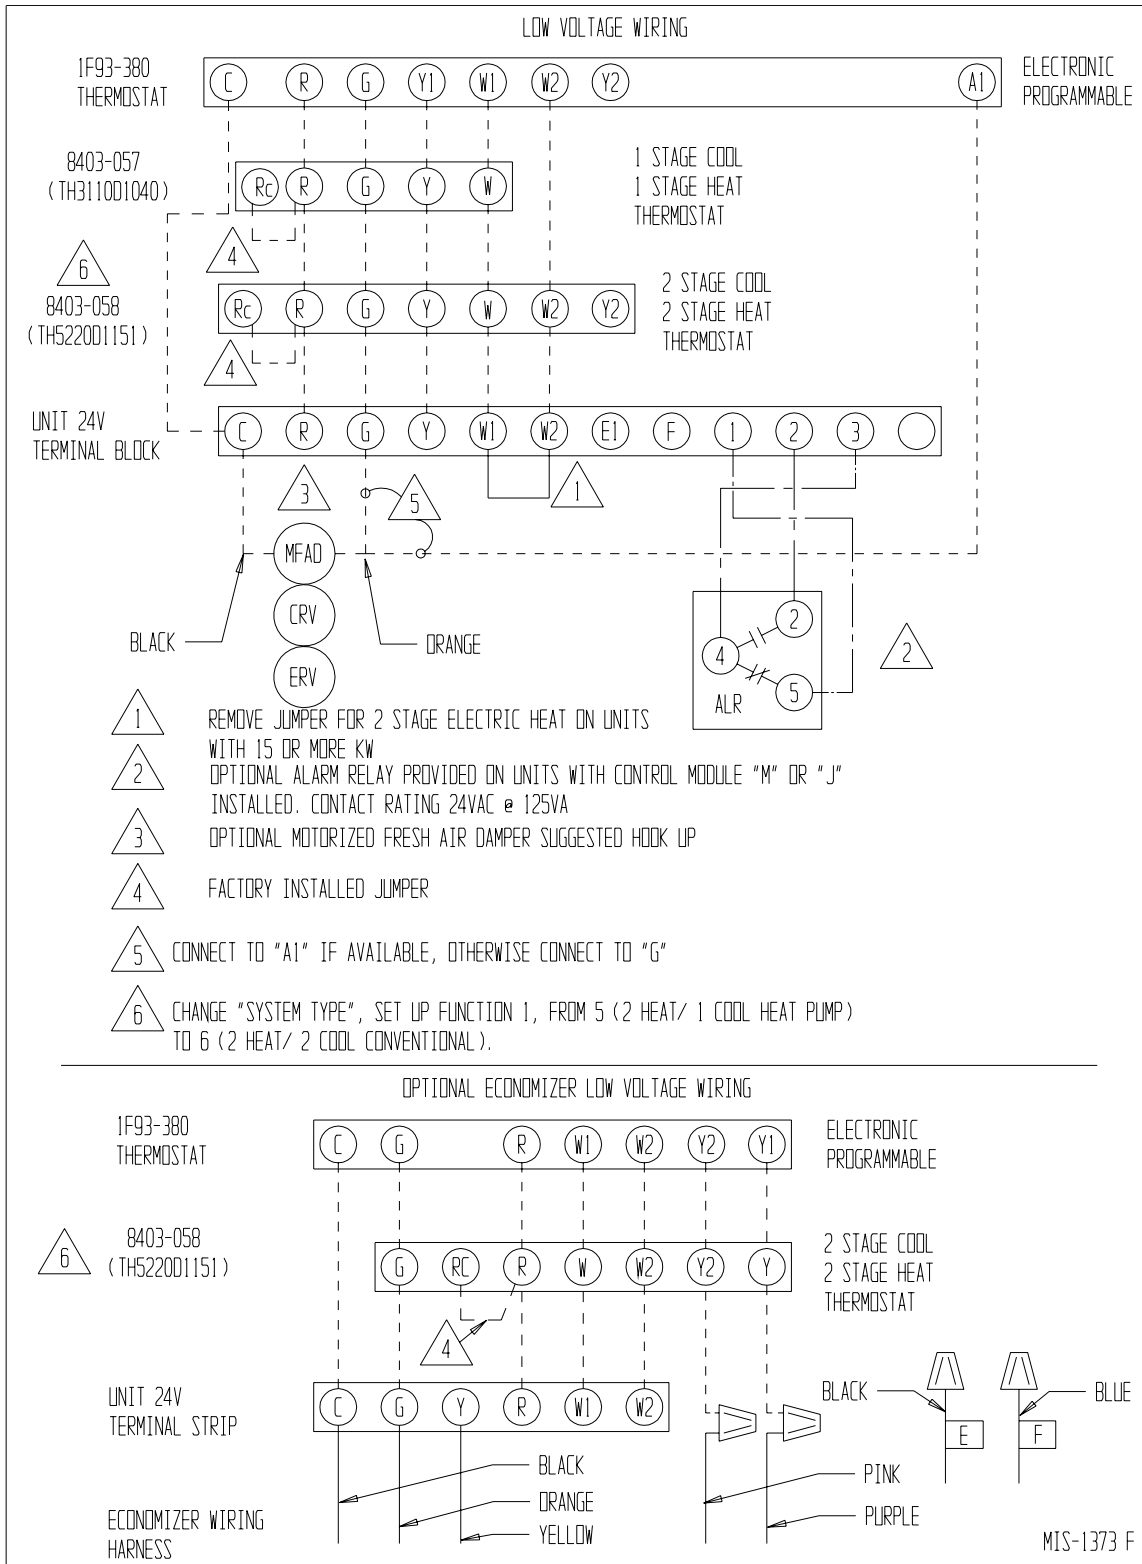 LOW VOLTAGE WIRING
1F93-380
THERMOSTAT
C R G Y1 W1 W2 Y2 A1
ELECTRONIC
PROGRAMMABLE
8403-057
(TH3110D1040)
Rc R G Y W
1 STAGE COOL
1 STAGE HEAT
THERMOSTAT
4
6
8403-058
(TH5220D1151)
Rc R G Y W W2 Y2
2 STAGE COOL
2 STAGE HEAT
THERMOSTAT
4
UNIT 24V
TERMINAL BLOCK
C R G Y W1 W2 E1 F 1 2 3
3
5
1
MFAD
CRV
ERV
BLACK
ORANGE
2
4
5
ALR
2
1 REMOVE JUMPER FOR 2 STAGE ELECTRIC HEAT ON UNITS
WITH 15 OR MORE KW
2 OPTIONAL ALARM RELAY PROVIDED ON UNITS WITH CONTROL MODULE "M" OR "J"
INSTALLED. CONTACT RATING 24VAC @ 125VA
3 OPTIONAL MOTORIZED FRESH AIR DAMPER SUGGESTED HOOK UP
4 FACTORY INSTALLED JUMPER
5 CONNECT TO "A1" IF AVAILABLE, OTHERWISE CONNECT TO "G"
6 CHANGE "SYSTEM TYPE", SET UP FUNCTION 1, FROM 5 (2 HEAT/ 1 COOL HEAT PUMP)
TO 6 (2 HEAT/ 2 COOL CONVENTIONAL).
OPTIONAL ECONOMIZER LOW VOLTAGE WIRING
1F93-380
THERMOSTAT
C G R W1 W2 Y2 Y1
ELECTRONIC
PROGRAMMABLE
6
8403-058
(TH5220D1151)
G RC R W W2 Y2 Y
2 STAGE COOL
2 STAGE HEAT
THERMOSTAT
4
UNIT 24V
TERMINAL STRIP
C G Y R W1 W2
BLACK
BLUE
E
F
BLACK
ORANGE
YELLOW
PINK
PURPLE
ECONOMIZER WIRING
HARNESS
MIS-1373 F